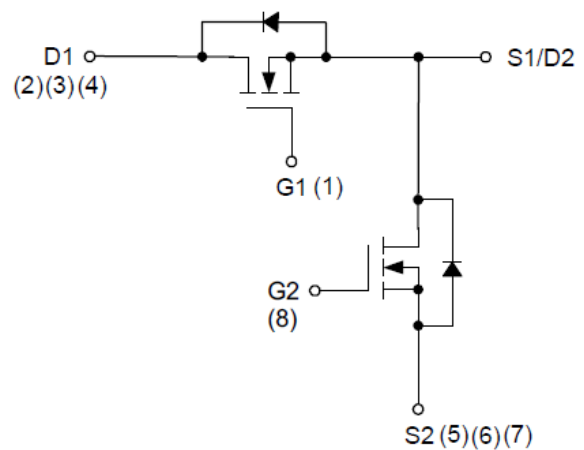 D1
(2)(3)(4)
S1/D2
G1 (1)
G2
(8)
S2 (5)(6)(7)